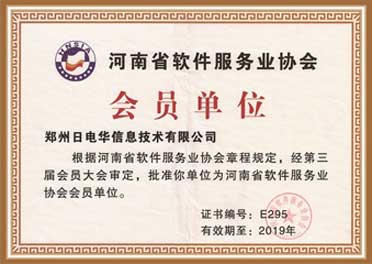 HNSIA
河南省软件服务业协会
会员单位
郑州日电华信息技术有限公司
根据河南省软件服务业协会章程规定，经第三
届会员大会审定，批准你单位为河南省软件服务业
协会会员单位。
证书编号：E295
有效期至：2019年